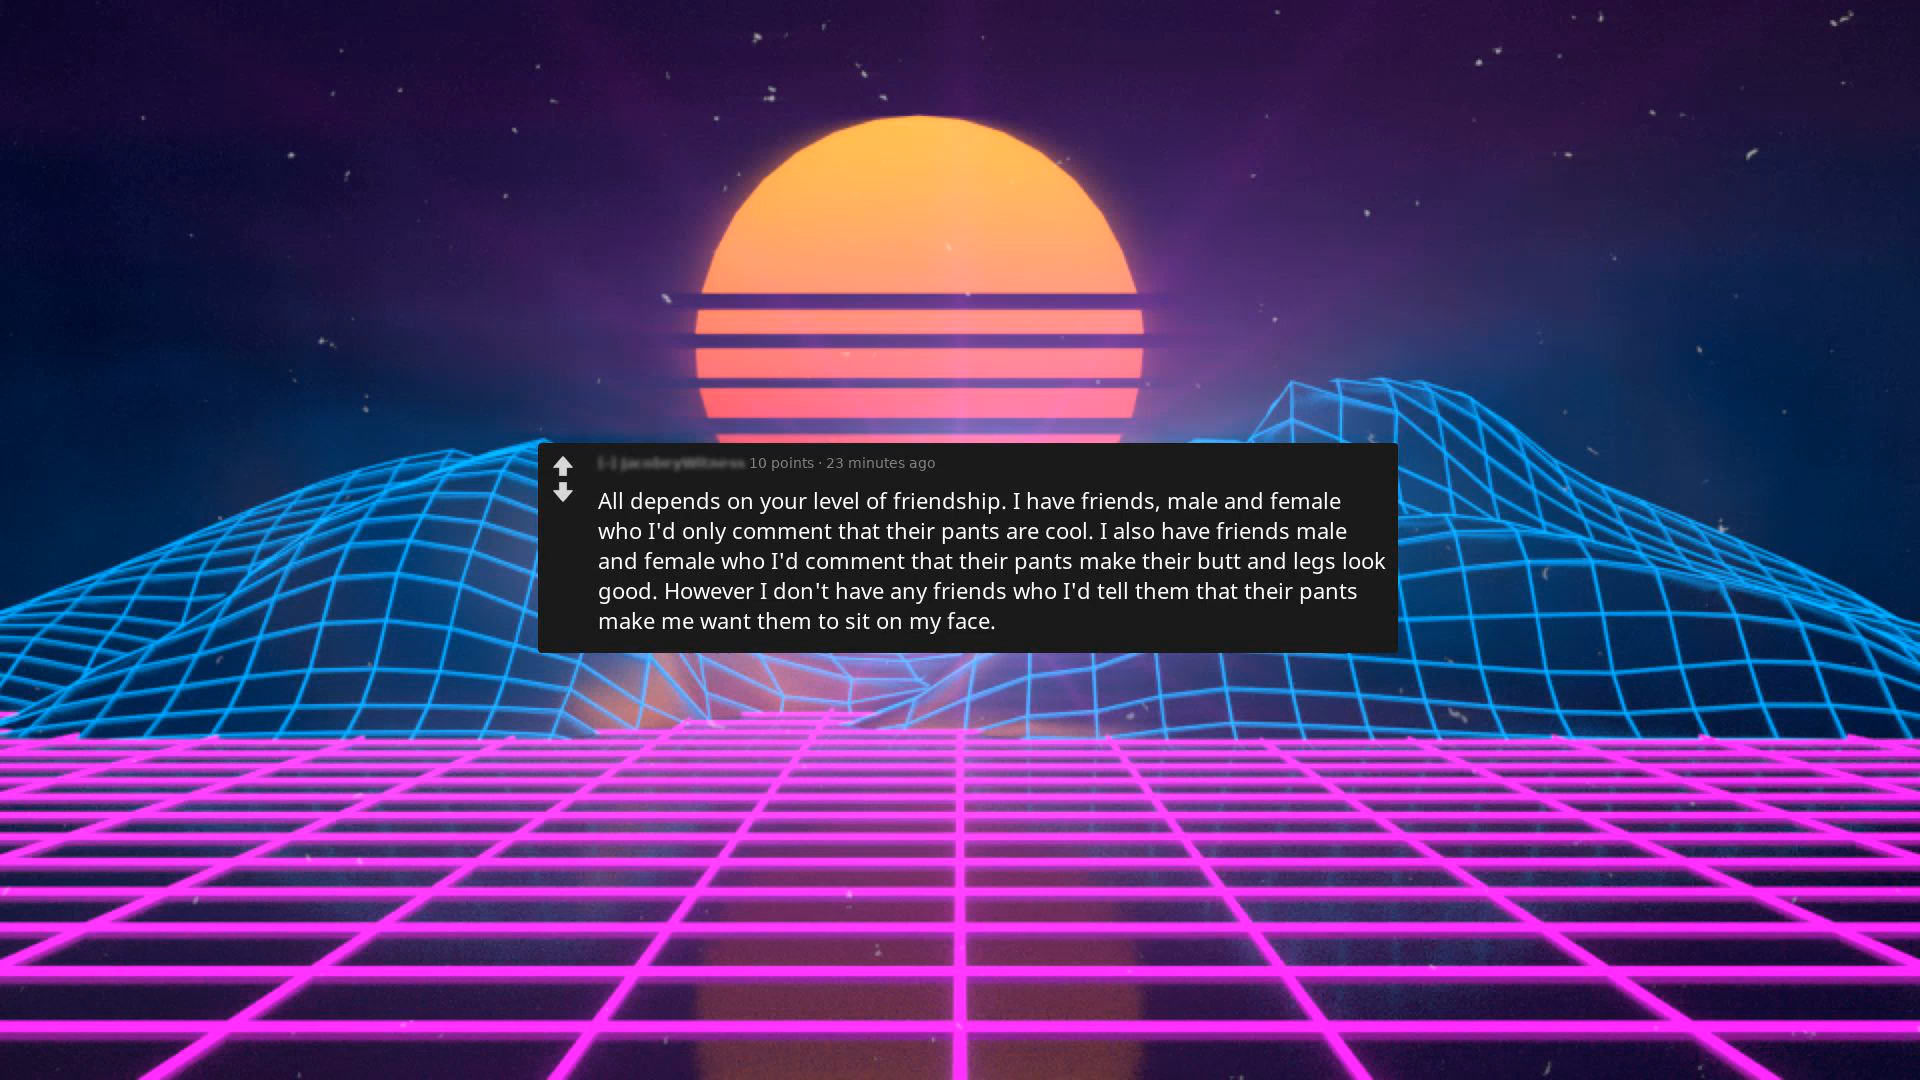 10 points · 23 minutes ago
All depends on your level of friendship. I have friends, male and female
who I'd only comment that their pants are cool. I also have friends male
and female who I'd comment that their pants make their butt and legs look
good. However I don't have any friends who I'd tell them that their pants
make me want them to sit on my face.